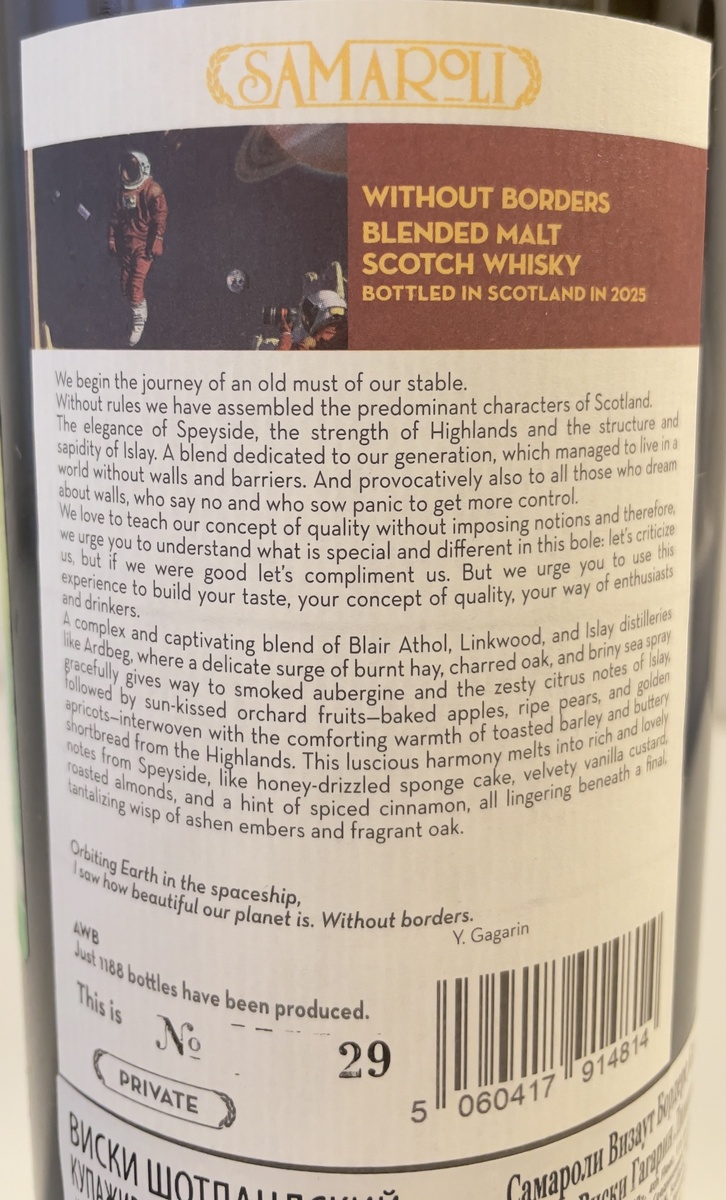 SAMAROLI
WITHOUT BORDERS
BLENDED MALT
SCOTCH WHISKY
BOTTLED IN SCOTLAND IN 2025
We begin the journey of an old must of our stable.
Without rules we have assembled the predominant characters of Scotland.
The elegance of Speyside, the strength of Highlands and the structure and
sapidity of Islay. A blend dedicated to our generation, which managed to live in a
world without walls and barriers. And provocatively also to all those who dream
about walls, who say no and who sow panic to get more control.
We love to teach our concept of quality without imposing notions and therefore,
we urge you to understand what is special and different in this bole: let's criticize
us, but if we were good let's compliment us. But we urge you to use this
experience to build your taste, your concept of quality, your way of enthusiasts
and drinkers.
A complex and captivating blend of Blair Athol, Linkwood, and Islay distilleries
like Ardbeg, where a delicate surge of burnt hay, charred oak, and briny sea spray
gracefully gives way to smoked aubergine and the zesty citrus notes of Islay,
followed by sun-kissed orchard fruits—baked apples, ripe pears, and golden
apricots—interwoven with the comforting warmth of toasted barley and buttery
shortbread from the Highlands. This luscious harmony melts into rich and lovely
notes from Speyside, like honey-drizzled sponge cake, velvety vanilla custard,
roasted almonds, and a hint of spiced cinnamon, all lingering beneath a final,
tantalizing wisp of ashen embers and fragrant oak.
Orbiting Earth in the spaceship,
I saw how beautiful our planet is. Without borders.
Y. Gagarin
AWB
Just 1188 bottles have been produced.
This is No 29
PRIVATE
5 060417 914814
ВИСКИ ШОТЛАНДСКИЙ
Самароли Визаут
Виски Гагарин